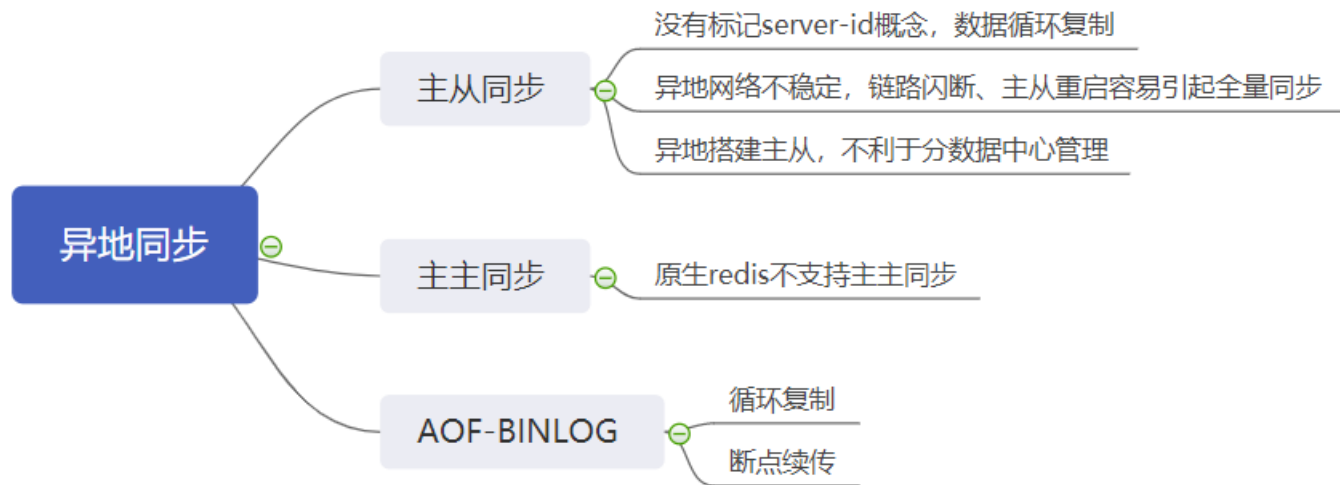 异地同步
主从同步
没有标记server-id概念，数据循环复制
异地网络不稳定，链路闪断、主从重启容易引起全量同步
异地搭建主从，不利于分数据中心管理
主主同步
原生redis不支持主主同步
AOF-BINLOG
循环复制
断点续传